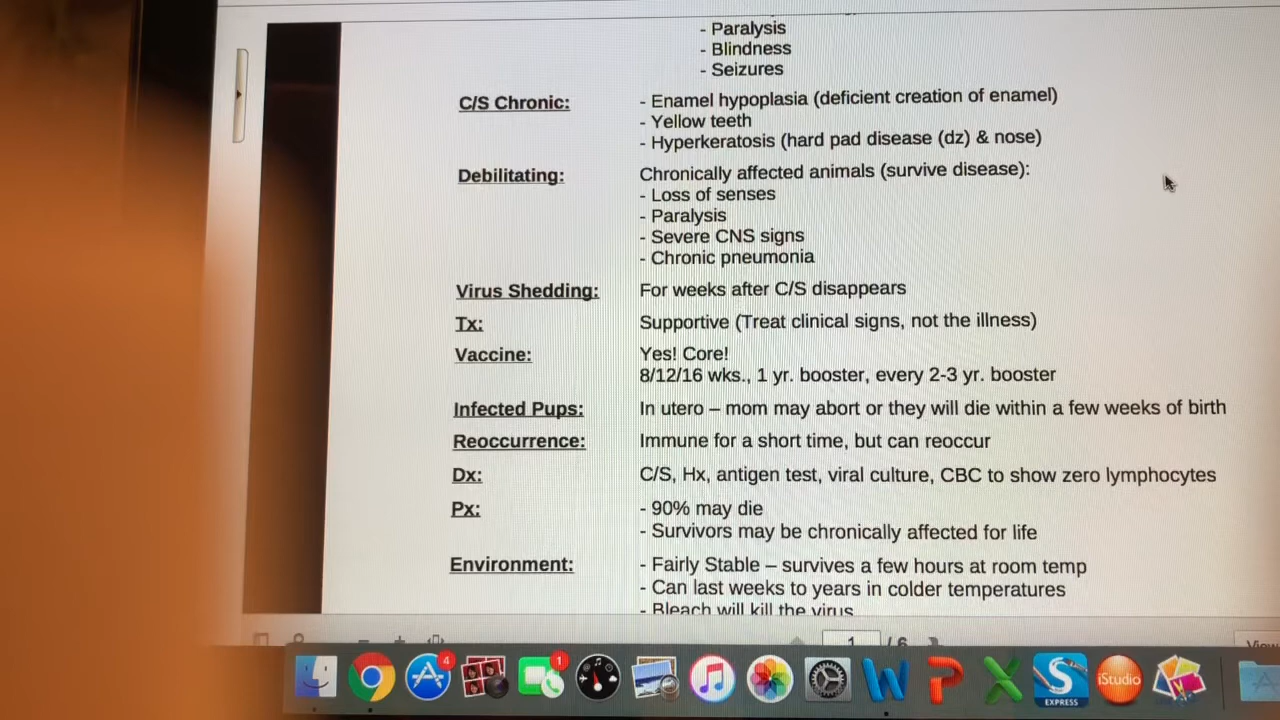 - Paralysis
- Blindness
- Seizures
C/S Chronic: - Enamel hypoplasia (deficient creation of enamel)
- Yellow teeth
- Hyperkeratosis (hard pad disease (dz) & nose)
Debilitating: Chronically affected animals (survive disease):
- Loss of senses
- Paralysis
- Severe CNS signs
- Chronic pneumonia
Virus Shedding: For weeks after C/S disappears
Tx: Supportive (Treat clinical signs, not the illness)
Vaccine: Yes! Core!
8/12/16 wks., 1 yr. booster, every 2-3 yr. booster
Infected Pups: In utero – mom may abort or they will die within a few weeks of birth
Reoccurrence: Immune for a short time, but can reoccur
Dx: C/S, Hx, antigen test, viral culture, CBC to show zero lymphocytes
Px: - 90% may die
- Survivors may be chronically affected for life
Environment: - Fairly Stable – survives a few hours at room temp
- Can last weeks to years in colder temperatures
- Bleach will kill the virus
1 / 6
4
1
EXPRESS
iStudio